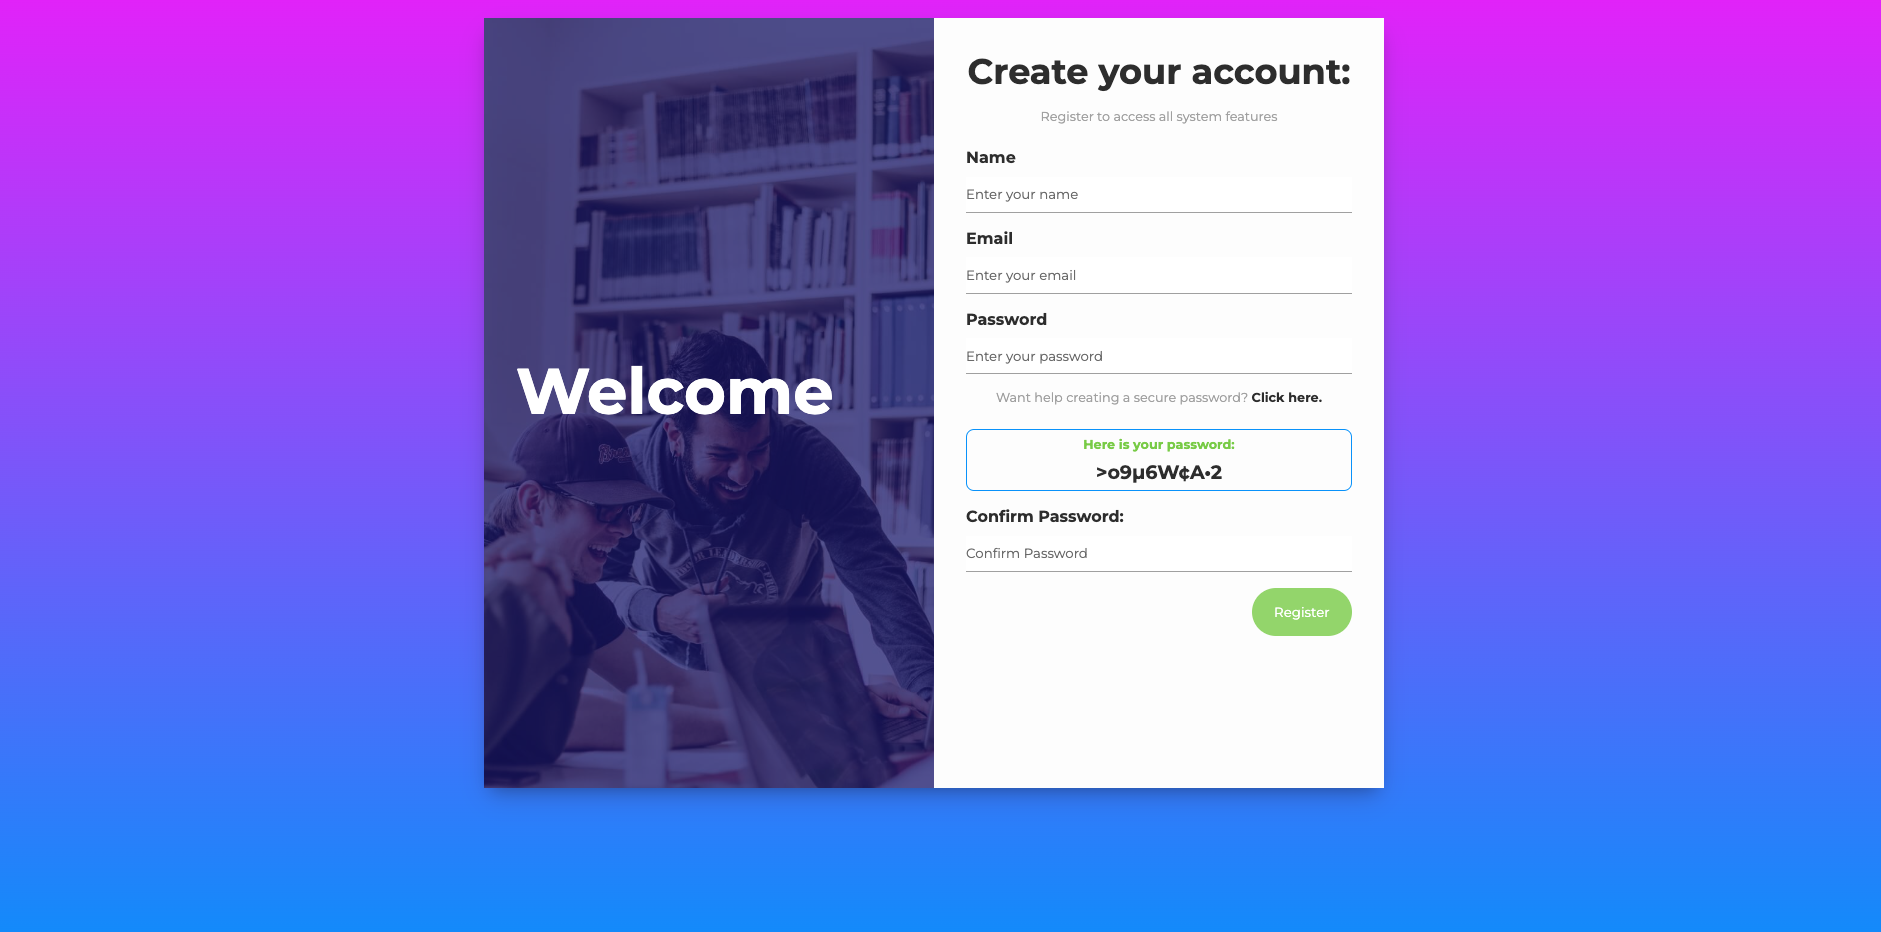 Welcome
Create your account:
Register to access all system features
Name
Enter your name
Email
Enter your email
Password
Enter your password
Want help creating a secure password? Click here.
Here is your password:
>o9µ6W¢A•2
Confirm Password:
Confirm Password
Register